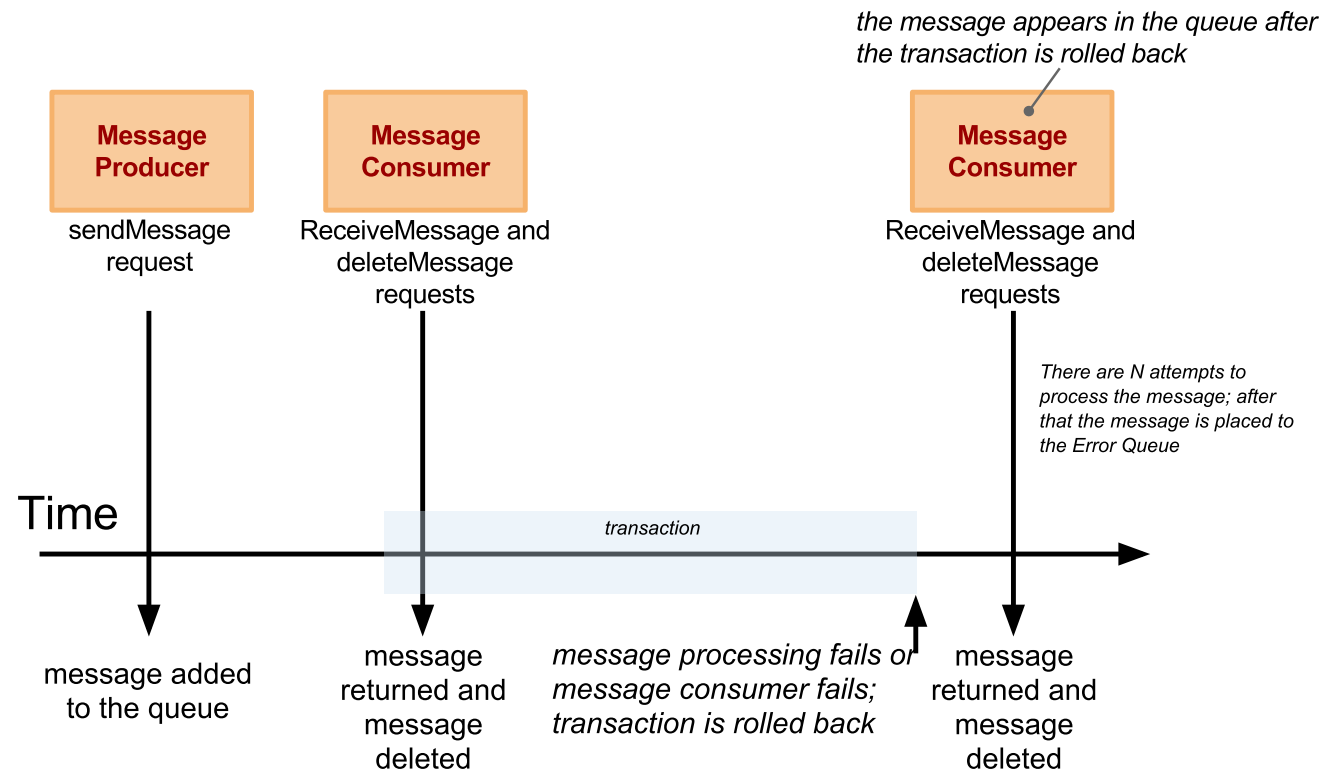 the message appears in the queue after
the transaction is rolled back
Message
Producer
sendMessage
request
Message
Consumer
ReceiveMessage and
deleteMessage
requests
Message
Consumer
ReceiveMessage and
deleteMessage
requests
There are N attempts to
process the message; after
that the message is placed to
the Error Queue
Time
transaction
message added
to the queue
message
returned and
message
deleted
message processing fails or
message consumer fails;
transaction is rolled back
message
returned and
message
deleted